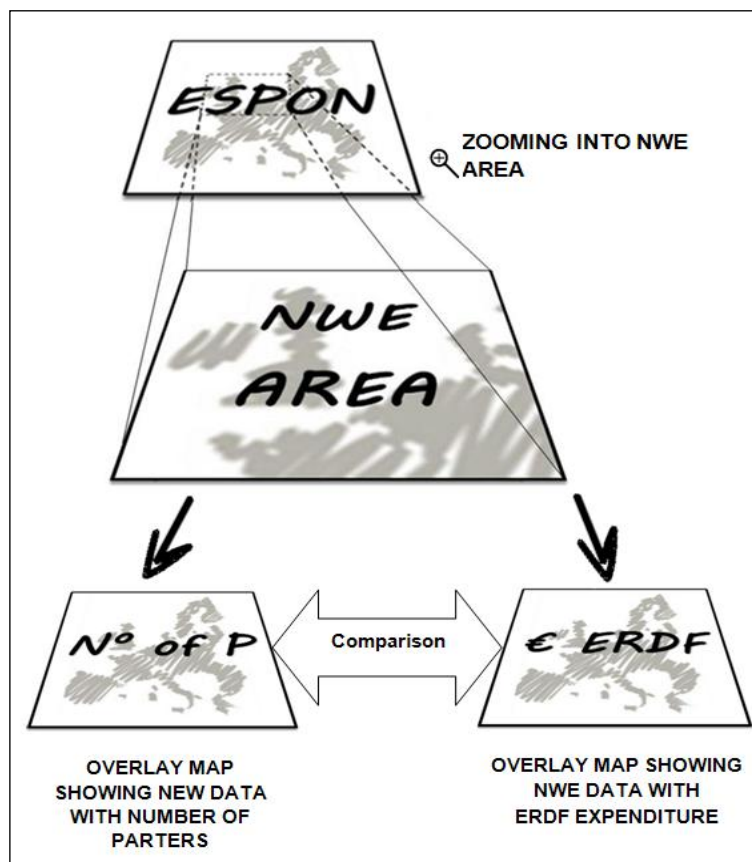 ESPON
ZOOMING INTO NWE
AREA
NWE
AREA
Nº of P
Comparison
€ ERDF
OVERLAY MAP
SHOWING NEW DATA
WITH NUMBER OF
PARTERS
OVERLAY MAP SHOWING
NWE DATA WITH
ERDF EXPENDITURE